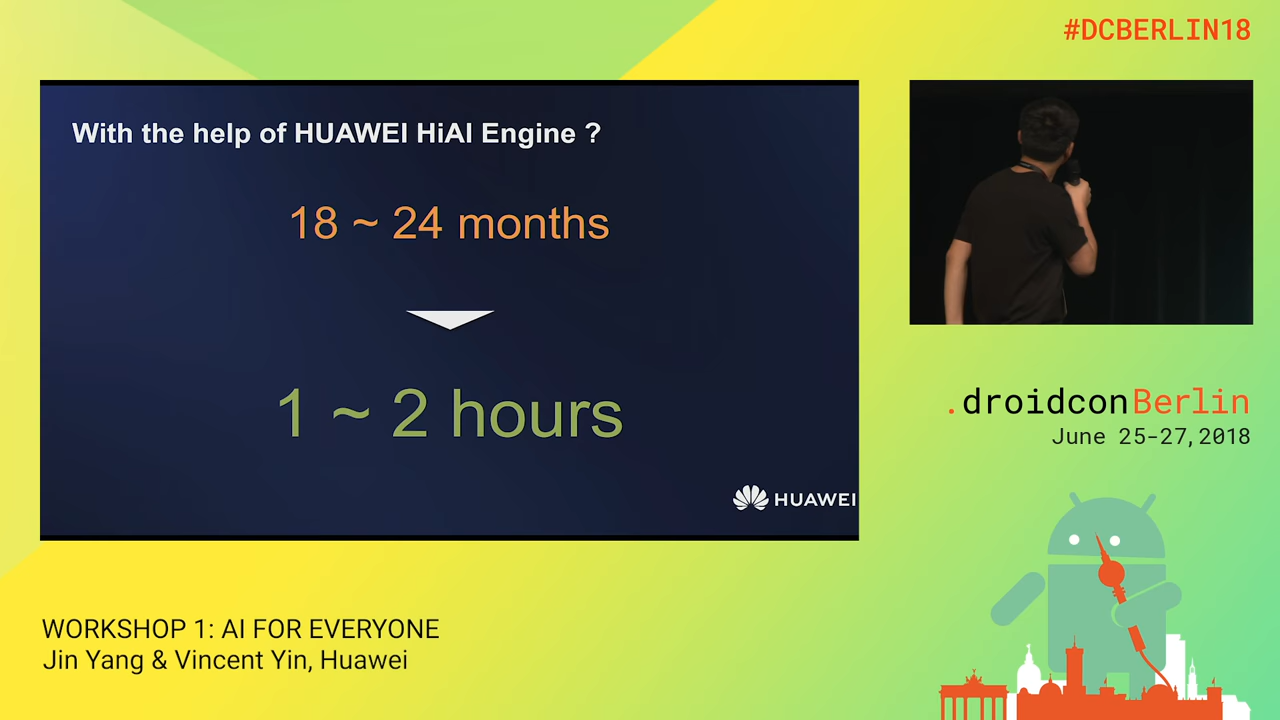 #DCBERLIN18
With the help of HUAWEI HiAI Engine ?
18 ~ 24 months
1 ~ 2 hours
HUAWEI
.droidconBerlin
June 25-27, 2018
WORKSHOP 1: AI FOR EVERYONE
Jin Yang & Vincent Yin, Huawei